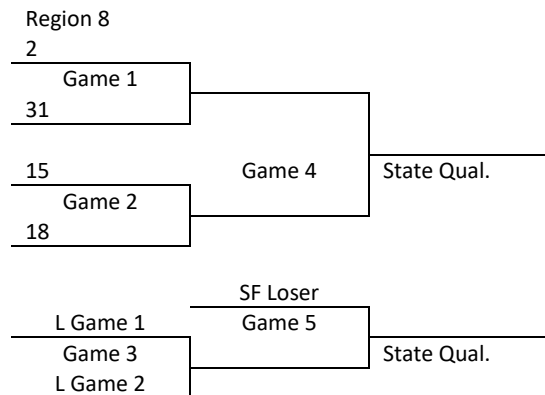 Region 8
2
Game 1
31
15
Game 4
State Qual.
Game 2
18
SF Loser
L Game 1
Game 5
Game 3
State Qual.
L Game 2